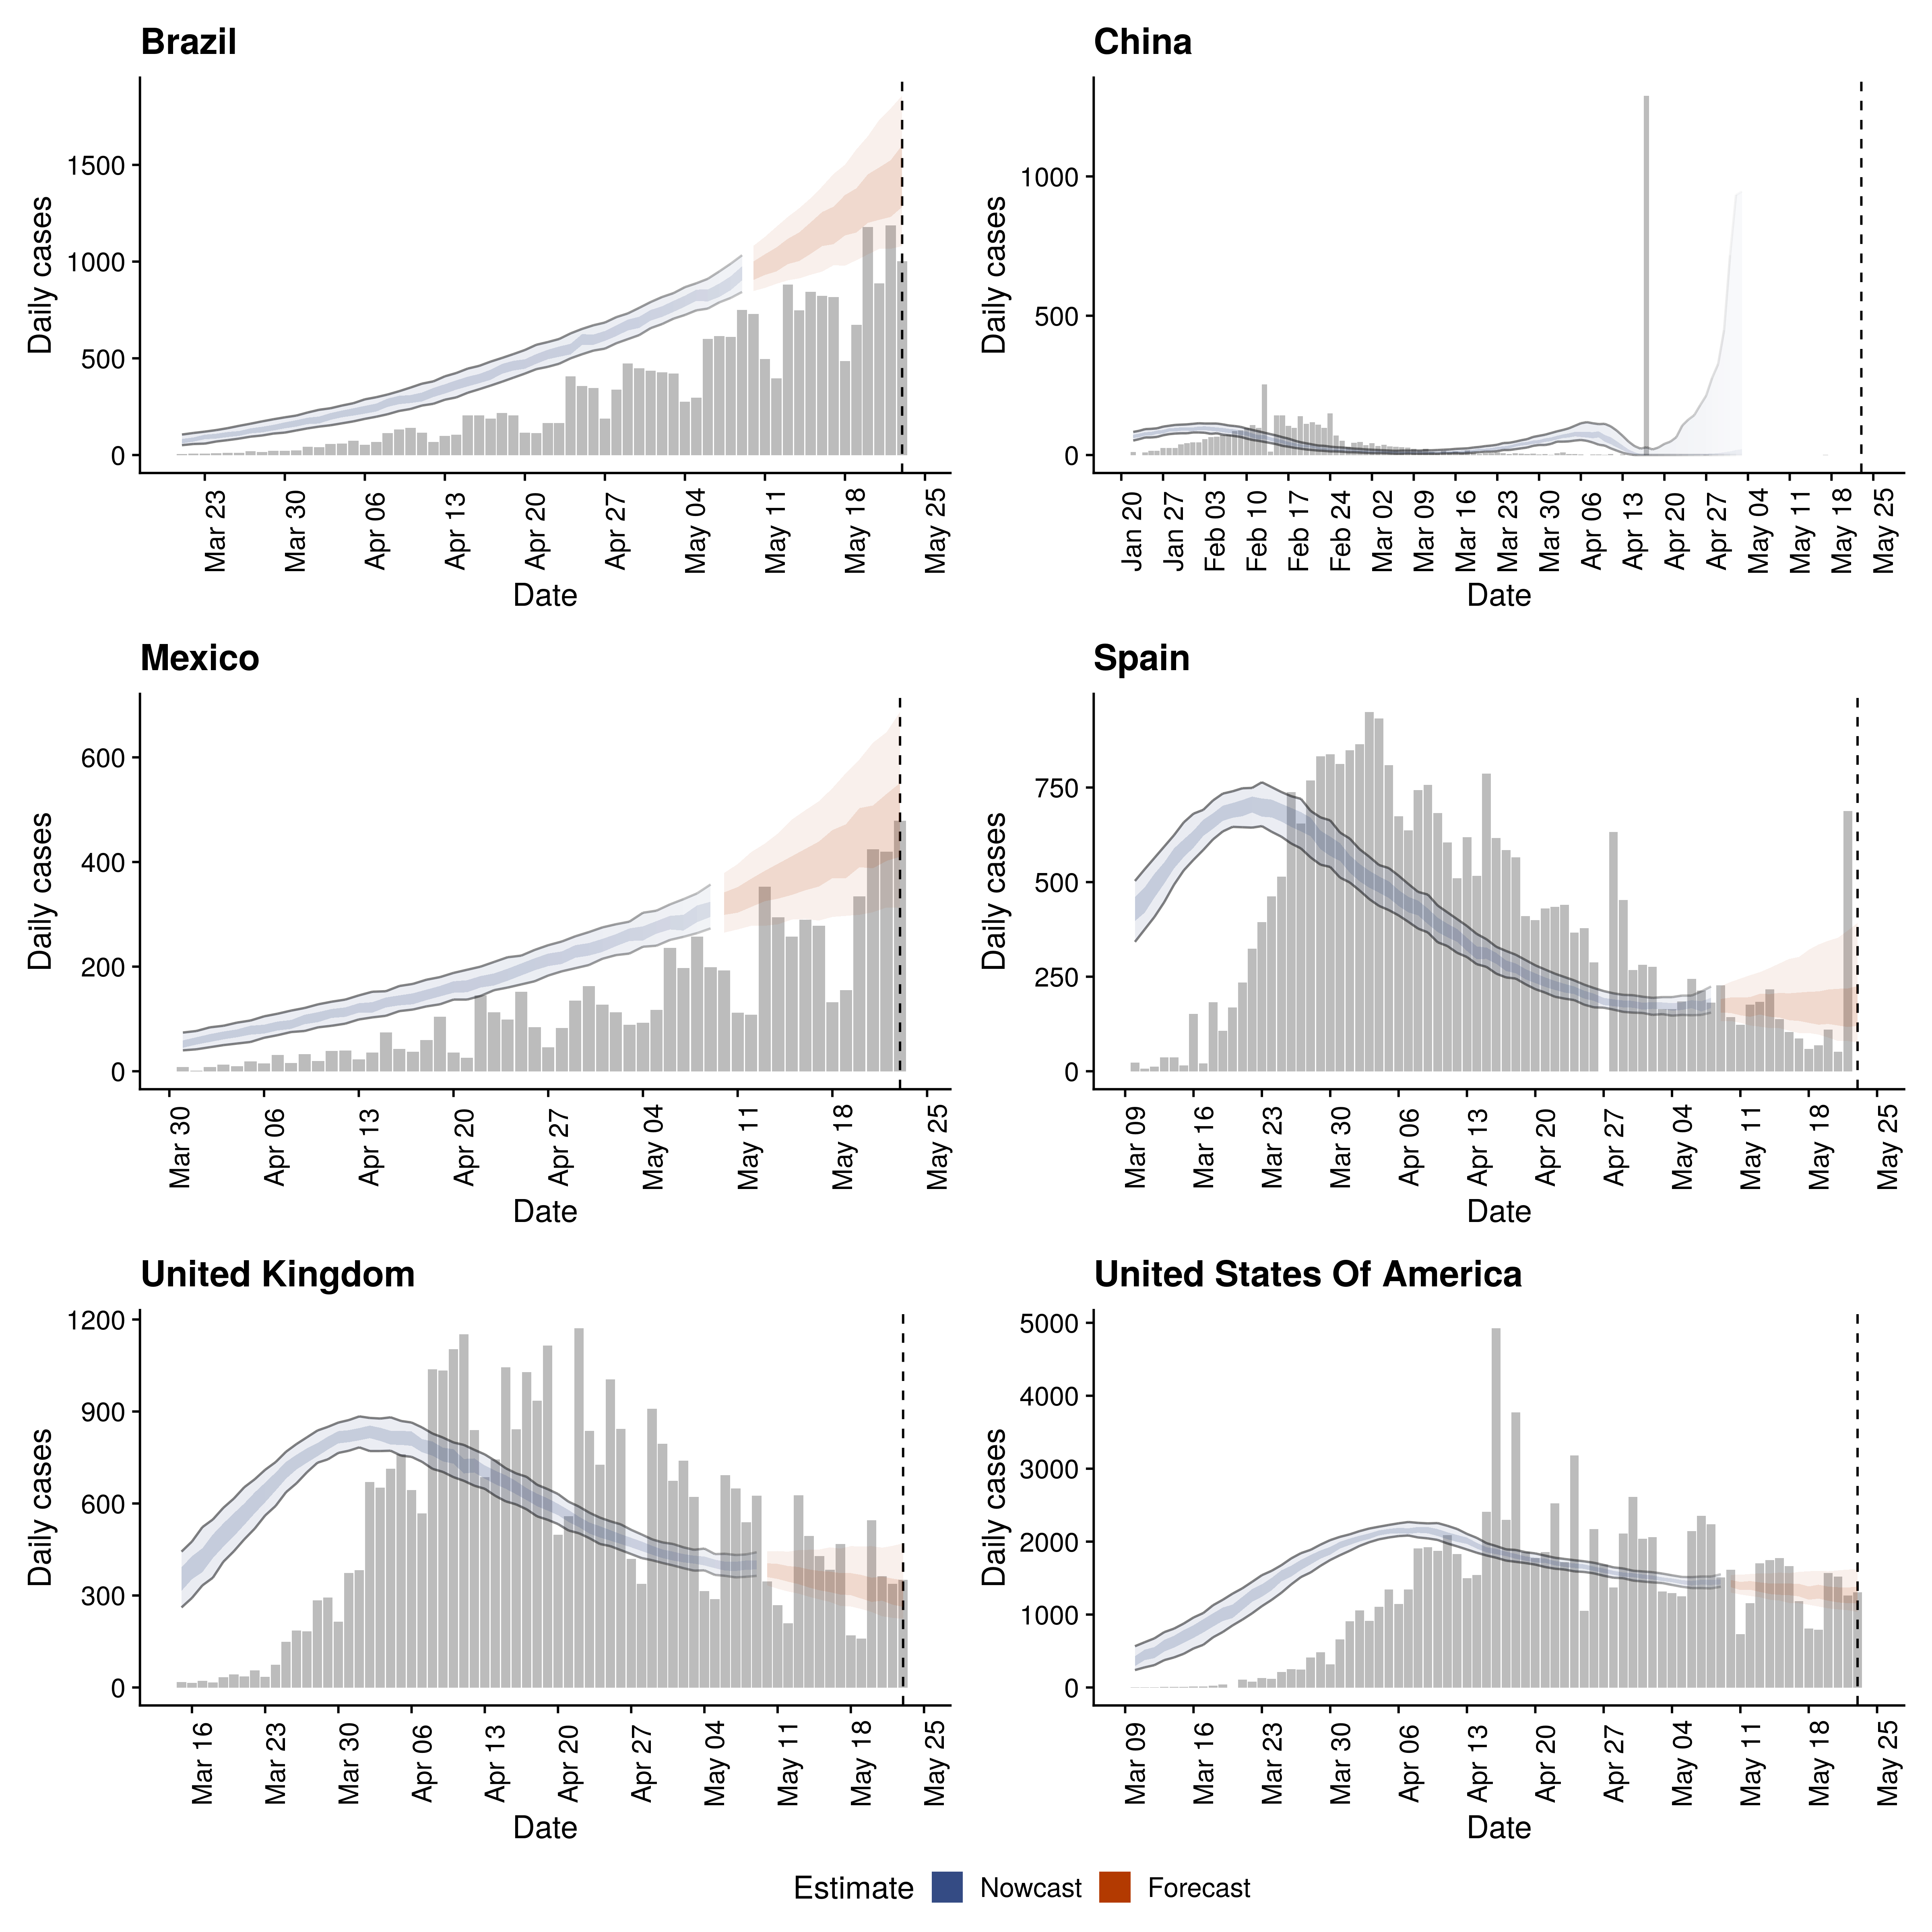 Brazil
Daily cases
1500
1000
500
0
Mar 23
Mar 30
Apr 06
Apr 13
Apr 20
Apr 27
May 04
May 11
May 18
May 25
Date
China
Daily cases
1000
500
0
Jan 20
Jan 27
Feb 03
Feb 10
Feb 17
Feb 24
Mar 02
Mar 09
Mar 16
Mar 23
Mar 30
Apr 06
Apr 13
Apr 20
Apr 27
May 04
May 11
May 18
May 25
Date
Mexico
Daily cases
600
400
200
0
Mar 30
Apr 06
Apr 13
Apr 20
Apr 27
May 04
May 11
May 18
May 25
Date
Spain
Daily cases
750
500
250
0
Mar 09
Mar 16
Mar 23
Mar 30
Apr 06
Apr 13
Apr 20
Apr 27
May 04
May 11
May 18
May 25
Date
United Kingdom
Daily cases
1200
900
600
300
0
Mar 16
Mar 23
Mar 30
Apr 06
Apr 13
Apr 20
Apr 27
May 04
May 11
May 18
May 25
Date
United States Of America
Daily cases
5000
4000
3000
2000
1000
0
Mar 09
Mar 16
Mar 23
Mar 30
Apr 06
Apr 13
Apr 20
Apr 27
May 04
May 11
May 18
May 25
Date
Estimate Nowcast Forecast